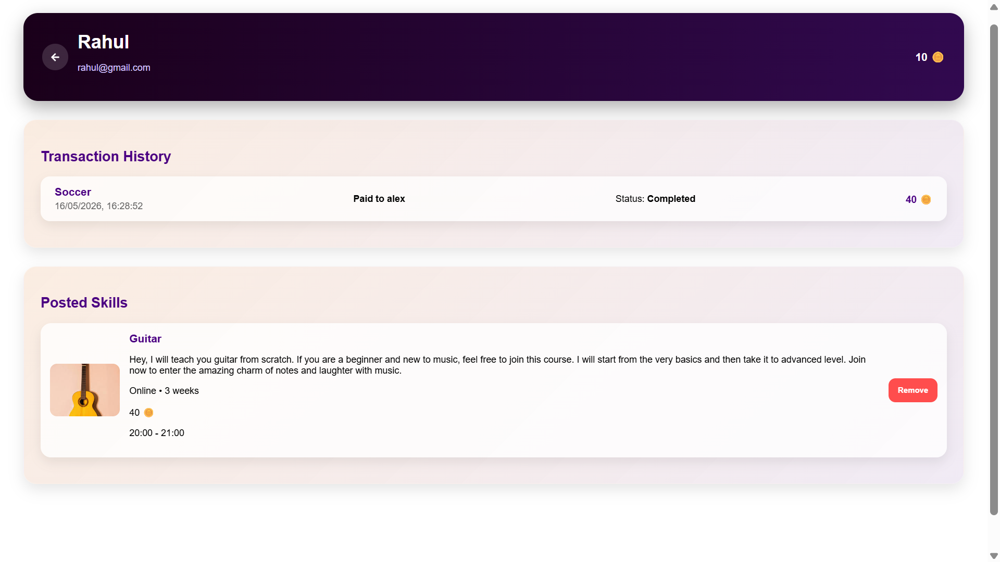 Rahul
rahul@gmail.com
10
Transaction History
Soccer
16/05/2026, 16:28:52
Paid to alex
Status: Completed
40
Posted Skills
Guitar
Hey, I will teach you guitar from scratch. If you are a beginner and new to music, feel free to join this course. I will start from the very basics and then take it to advanced level. Join
now to enter the amazing charm of notes and laughter with music.
Online • 3 weeks
40
20:00 - 21:00
Remove